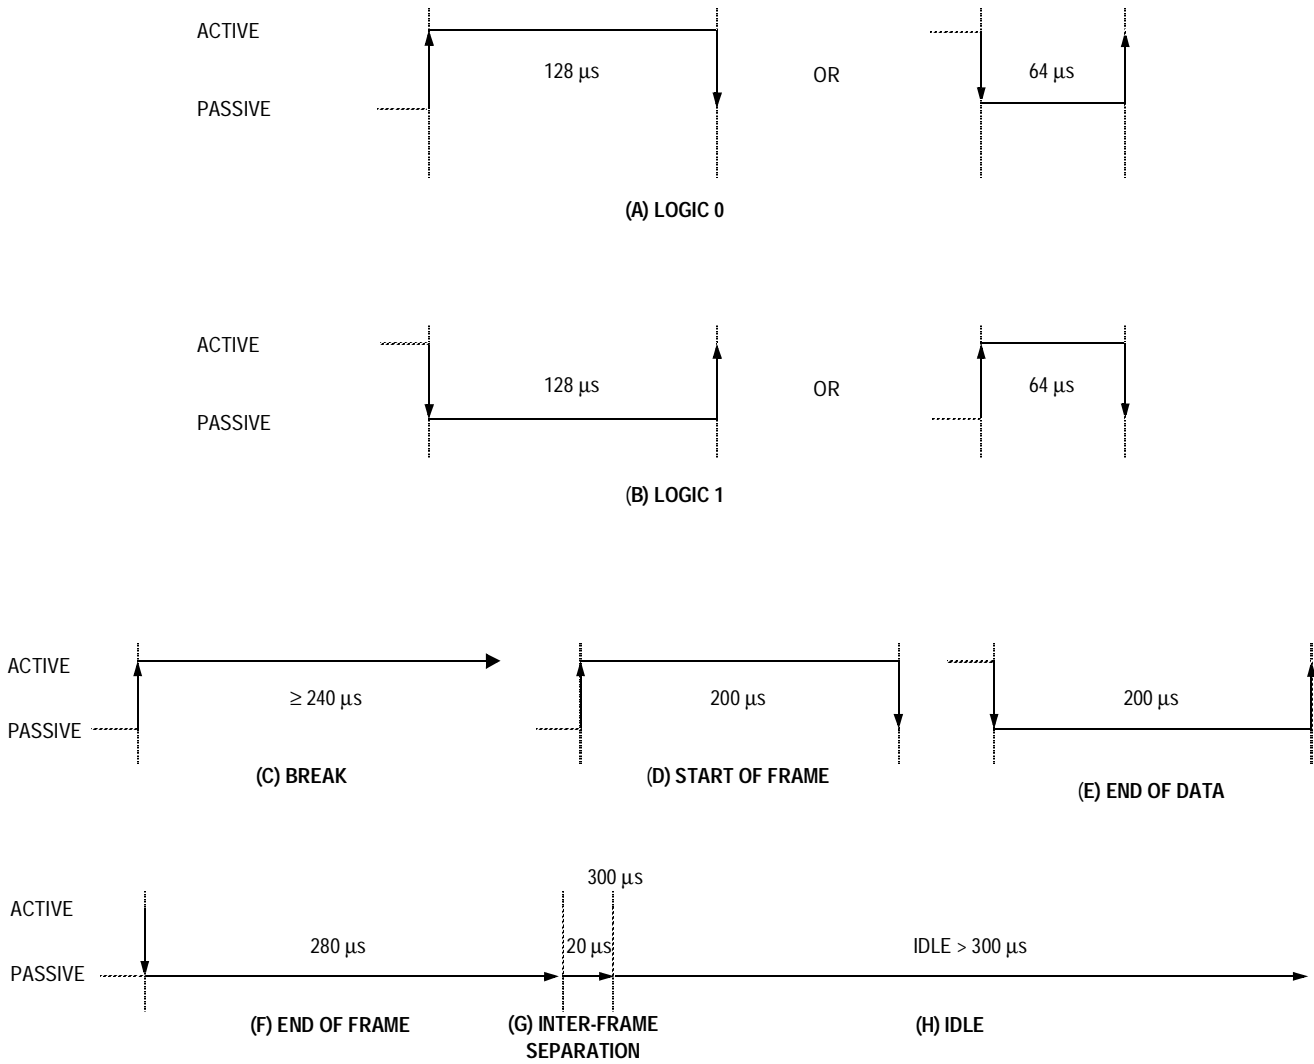 ACTIVE
128 μs
OR
64 μs
PASSIVE
(A) LOGIC 0
ACTIVE
128 μs
OR
64 μs
PASSIVE
(B) LOGIC 1
ACTIVE
≥ 240 μs
200 μs
200 μs
PASSIVE
(C) BREAK
(D) START OF FRAME
(E) END OF DATA
300 μs
ACTIVE
280 μs
20 μs
IDLE > 300 μs
PASSIVE
(F) END OF FRAME
(G) INTER-FRAME
SEPARATION
(H) IDLE